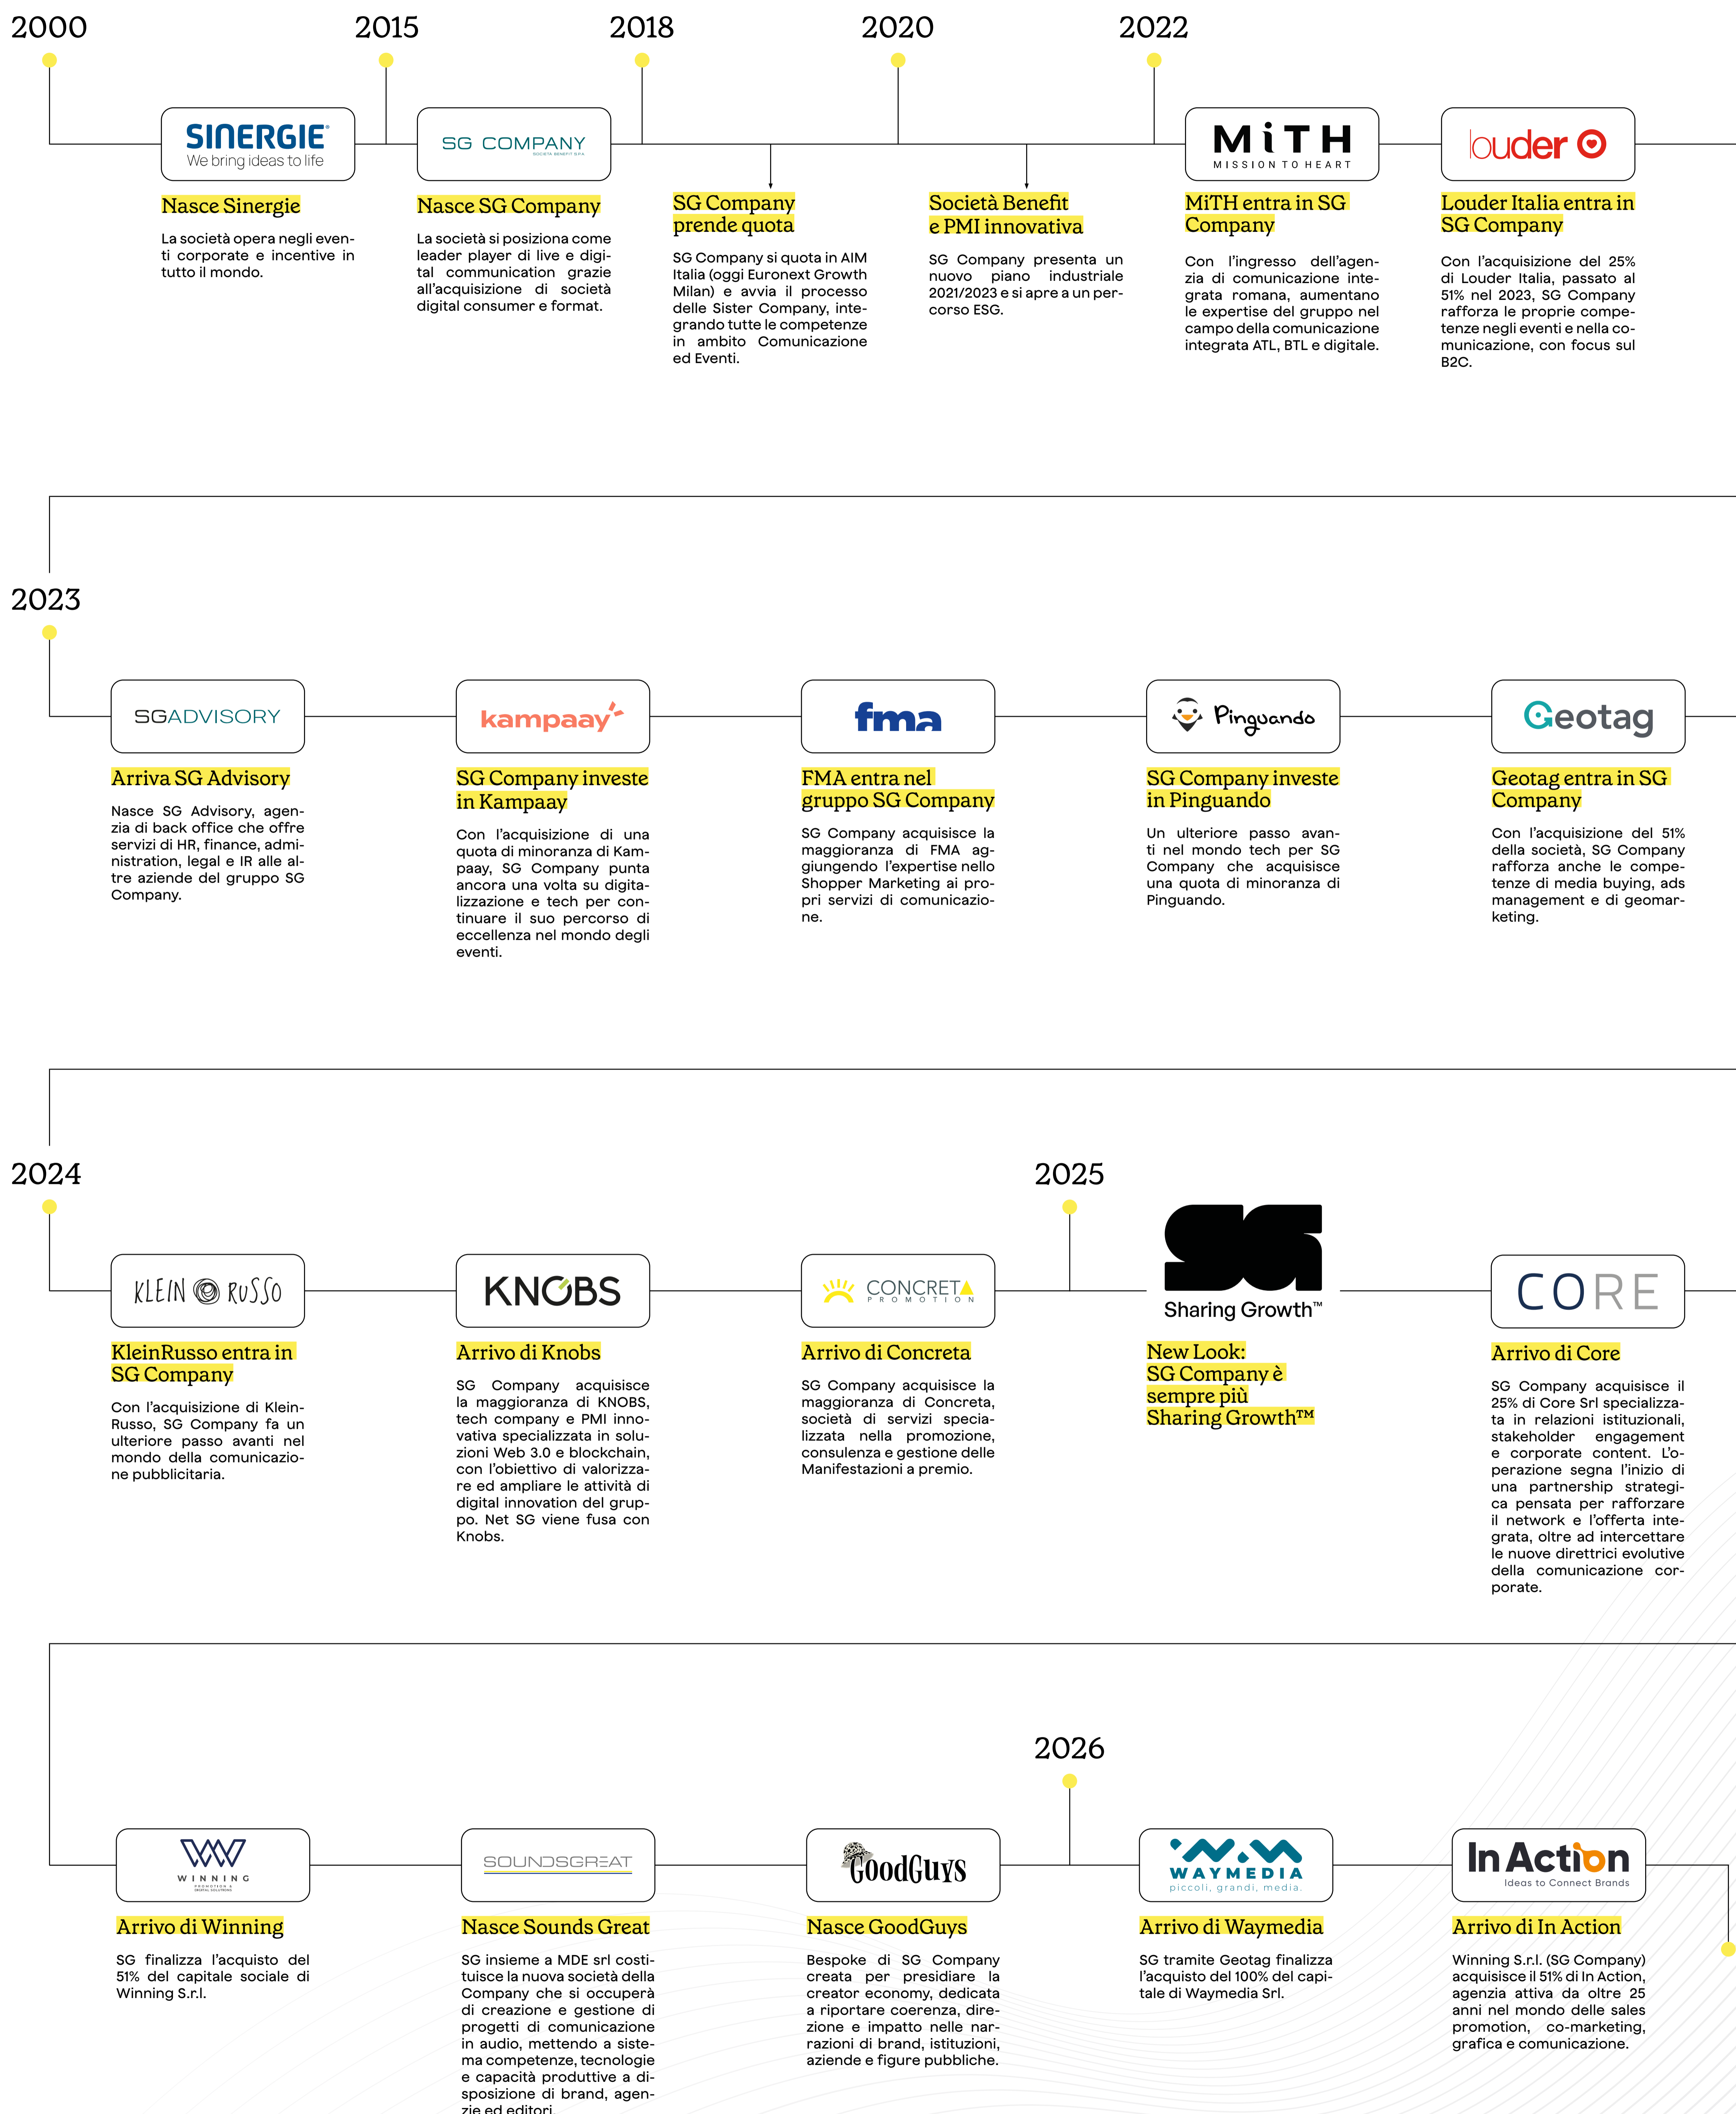 2000
2015
2018
2020
2022
SINERGIE®
We bring ideas to life
Nasce Sinergie
La società opera negli even-
ti corporate e incentive in
tutto il mondo.
SG COMPANY
SOCIETÀ BENEFIT S.P.A.
Nasce SG Company
La società si posiziona come
leader player di live e digi-
tal communication grazie
all'acquisizione di società
digital consumer e format.
SG Company
prende quota
SG Company si quota in AIM
Italia (oggi Euronext Growth
Milan) e avvia il processo
delle Sister Company, inte-
grando tutte le competenze
in ambito Comunicazione
ed Eventi.
Società Benefit
e PMI innovativa
SG Company presenta un
nuovo piano industriale
2021/2023 e si apre a un per-
corso ESG.
MiTH
MISSION TO HEART
MiTH entra in SG
Company
Con l'ingresso dell'agen-
zia di comunicazione inte-
grata romana, aumentano
le expertise del gruppo nel
campo della comunicazione
integrata ATL, BTL e digitale.
louder
Louder Italia entra in
SG Company
Con l'acquisizione del 25%
di Louder Italia, passato al
51% nel 2023, SG Company
rafforza le proprie compe-
tenze negli eventi e nella co-
municazione, con focus sul
B2C.
2023
SGADVISORY
Arriva SG Advisory
Nasce SG Advisory, agen-
zia di back office che offre
servizi di HR, finance, admi-
nistration, legal e IR alle al-
tre aziende del gruppo SG
Company.
kampaay
SG Company investe
in Kampaay
Con l'acquisizione di una
quota di minoranza di Kam-
paay, SG Company punta
ancora una volta su digita-
lizzazione e tech per con-
tinuare il suo percorso di
eccellenza nel mondo degli
eventi.
fma
FMA entra nel
gruppo SG Company
SG Company acquisisce la
maggioranza di FMA ag-
giungendo l'expertise nello
Shopper Marketing ai pro-
pri servizi di comunicazio-
ne.
Pinguando
SG Company investe
in Pinguando
Un ulteriore passo avan-
ti nel mondo tech per SG
Company che acquisisce
una quota di minoranza di
Pinguando.
Geotag
Geotag entra in SG
Company
Con l'acquisizione del 51%
della società, SG Company
rafforza anche le compe-
tenze di media buying, ads
management e di geomar-
keting.
2024
2025
KLEIN RUSSO
KleinRusso entra in
SG Company
Con l'acquisizione di Klein-
Russo, SG Company fa un
ulteriore passo avanti nel
mondo della comunicazio-
ne pubblicitaria.
KNOBS
Arrivo di Knobs
SG Company acquisisce
la maggioranza di KNOBS,
tech company e PMI inno-
vativa specializzata in solu-
zioni Web 3.0 e blockchain,
con l'obiettivo di valorizza-
re ed ampliare le attività di
digital innovation del grup-
po. Net SG viene fusa con
Knobs.
CONCRETA
PROMOTION
Arrivo di Concreta
SG Company acquisisce la
maggioranza di Concreta,
società di servizi specia-
lizzata nella promozione,
consulenza e gestione delle
Manifestazioni a premio.
SG
Sharing Growth™
New Look:
SG Company è
sempre più
Sharing Growth™
CORE
Arrivo di Core
SG Company acquisisce il
25% di Core Srl specializza-
ta in relazioni istituzionali,
stakeholder engagement
e corporate content. L'o-
perazione segna l'inizio di
una partnership strategi-
ca pensata per rafforzare
il network e l'offerta inte-
grata, oltre ad intercettare
le nuove direttrici evolutive
della comunicazione cor-
porate.
2026
WINNING
PROMOTION &
DIGITAL SOLUTIONS
Arrivo di Winning
SG finalizza l'acquisto del
51% del capitale sociale di
Winning S.r.l.
SOUNDSGREAT
Nasce Sounds Great
SG insieme a MDE srl costi-
tuisce la nuova società della
Company che si occuperà
di creazione e gestione di
progetti di comunicazione
in audio, mettendo a siste-
ma competenze, tecnologie
e capacità produttive a di-
sposizione di brand, agen-
zie ed editori.
GoodGuys
Nasce GoodGuys
Bespoke di SG Company
creata per presidiare la
creator economy, dedicata
a riportare coerenza, dire-
zione e impatto nelle nar-
razioni di brand, istituzioni,
aziende e figure pubbliche.
WAYMEDIA
piccoli, grandi, media.
Arrivo di Waymedia
SG tramite Geotag finalizza
l'acquisto del 100% del capi-
tale di Waymedia Srl.
In Action
Ideas to Connect Brands
Arrivo di In Action
Winning S.r.l. (SG Company)
acquisisce il 51% di In Action,
agenzia attiva da oltre 25
anni nel mondo delle sales
promotion, co-marketing,
grafica e comunicazione.